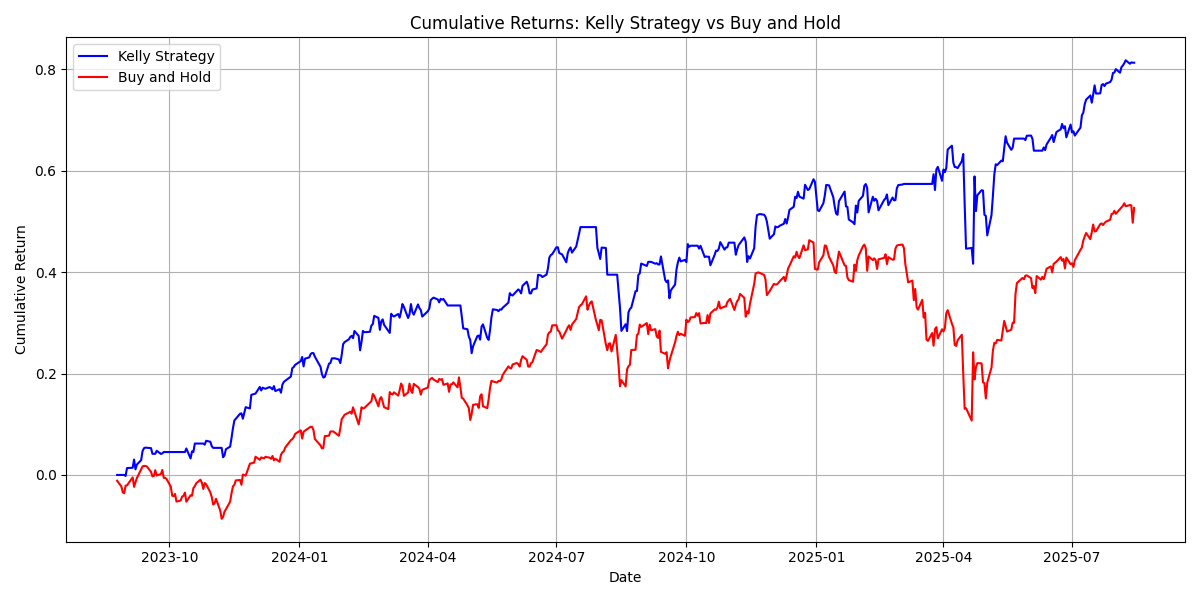 Cumulative Returns: Kelly Strategy vs Buy and Hold
Kelly Strategy
Buy and Hold
Cumulative Return
0.8
0.6
0.4
0.2
0.0
2023-10
2024-01
2024-04
2024-07
2024-10
2025-01
2025-04
2025-07
Date